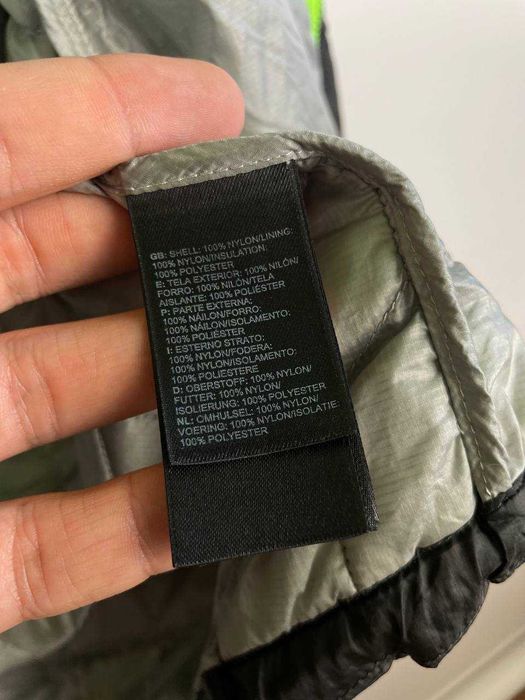 GB: SHELL: 100% NYLON/LINING:
100% NYLON/INSULATION:
100% POLYESTER
E: TELA EXTERIOR: 100% NILÓN/
FORRO: 100% NILÓN/TELA
AISLANTE: 100% POLIÉSTER
P: PARTE EXTERNA:
100% NÁILON/FORRO:
100% NÁILON/ISOLAMENTO:
100% POLIÉSTER
I: ESTERNO STRATO:
100% NYLON/FODERA:
100% NYLON/ISOLAMENTO:
100% POLIESTERE
D: OBERSTOFF: 100% NYLON/
FUTTER: 100% NYLON/
ISOLIERUNG: 100% POLYESTER
NL: OMHULSEL: 100% NYLON/
VOERING: 100% NYLON/ISOLATIE:
100% POLYESTER